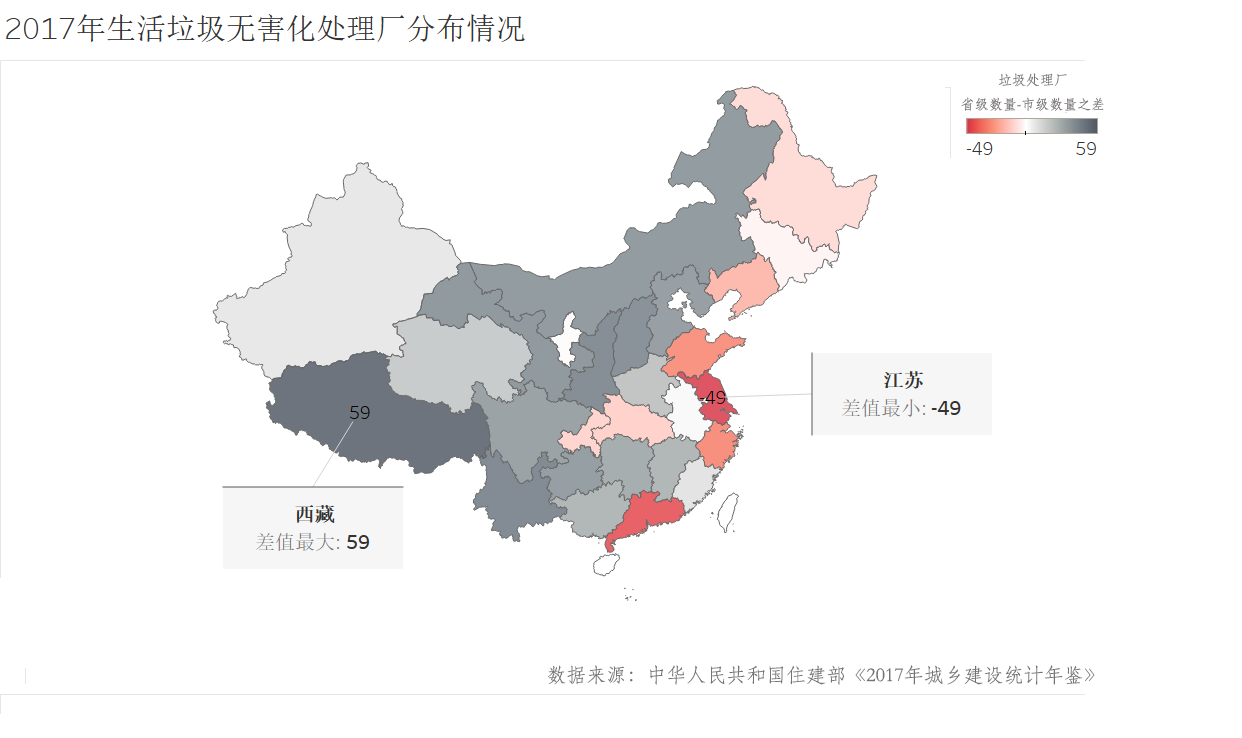 2017年生活垃圾无害化处理厂分布情况
垃圾处理厂
省级数量-市级数量之差
-49 59
江苏
差值最小: -49
-49
59
西藏
差值最大: 59
数据来源：中华人民共和国住建部《2017年城乡建设统计年鉴》